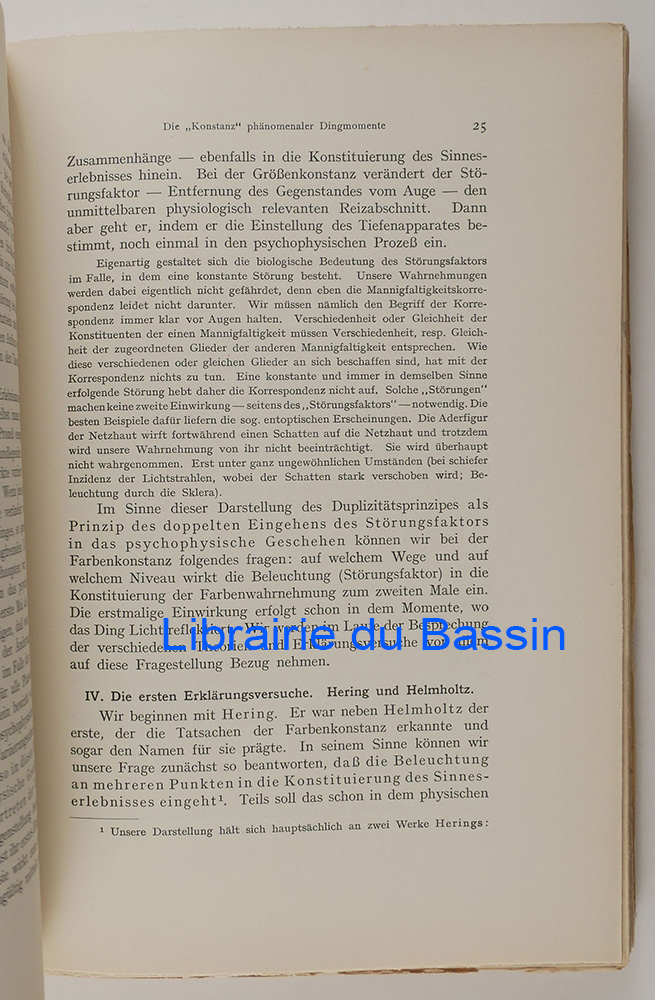 Die „Konstanz“ phänomenaler Dingmomente 25
Zusammenhänge — ebenfalls in die Konstituierung des Sinnes-
erlebnisses hinein. Bei der Größenkonstanz verändert der Stö-
rungsfaktor — Entfernung des Gegenstandes vom Auge — den
unmittelbaren physiologisch relevanten Reizabschnitt. Dann
aber geht er, indem er die Einstellung des Tiefenapparates be-
stimmt, noch einmal in den psychophysischen Prozeß ein.
Eigenartig gestaltet sich die biologische Bedeutung des Störungsfaktors
im Falle, in dem eine konstante Störung besteht. Unsere Wahrnehmungen
werden dabei eigentlich nicht gefährdet, denn eben die Mannigfaltigkeitskorre-
spondenz leidet nicht darunter. Wir müssen nämlich den Begriff der Korre-
spondenz immer klar vor Augen halten. Verschiedenheit oder Gleichheit der
Konstituenten der einen Mannigfaltigkeit müssen Verschiedenheit, resp. Gleich-
heit der zugeordneten Glieder der anderen Mannigfaltigkeit entsprechen. Wie
diese verschiedenen oder gleichen Glieder an sich beschaffen sind, hat mit der
Korrespondenz nichts zu tun. Eine konstante und immer in demselben Sinne
erfolgende Störung hebt daher die Korrespondenz nicht auf. Solche „Störungen“
machen keine zweite Einwirkung — seitens des „Störungsfaktors“ — notwendig. Die
besten Beispiele dafür liefern die sog. entoptischen Erscheinungen. Die Aderfigur
der Netzhaut wirft fortwährend einen Schatten auf die Netzhaut und trotzdem
wird unsere Wahrnehmung von ihr nicht beeinträchtigt. Sie wird überhaupt
nicht wahrgenommen. Erst unter ganz ungewöhnlichen Umständen (bei schiefer
Inzidenz der Lichtstrahlen, wobei der Schatten stark verschoben wird; Be-
leuchtung durch die Sklera).
Im Sinne dieser Darstellung des Duplizitätsprinzipes als
Prinzip des doppelten Eingehens des Störungsfaktors
in das psychophysische Geschehen können wir bei der
Farbenkonstanz folgendes fragen: auf welchem Wege und auf
welchem Niveau wirkt die Beleuchtung (Störungsfaktor) in die
Konstituierung der Farbenwahrnehmung zum zweiten Male ein.
Die erstmalige Einwirkung erfolgt schon in dem Momente, wo
das Ding Licht reflektiert. Wir werden im Laufe der Besprechung
der verschiedenen Theorien und Erklärungsversuche von dem
auf diese Fragestellung Bezug nehmen.
Librairie du Bassin
IV. Die ersten Erklärungsversuche. Hering und Helmholtz.
Wir beginnen mit Hering. Er war neben Helmholtz der
erste, der die Tatsachen der Farbenkonstanz erkannte und
sogar den Namen für sie prägte. In seinem Sinne können wir
unsere Frage zunächst so beantworten, daß die Beleuchtung
an mehreren Punkten in die Konstituierung des Sinnes-
erlebnisses eingeht¹. Teils soll das schon in dem physischen
¹ Unsere Darstellung hält sich hauptsächlich an zwei Werke Herings: